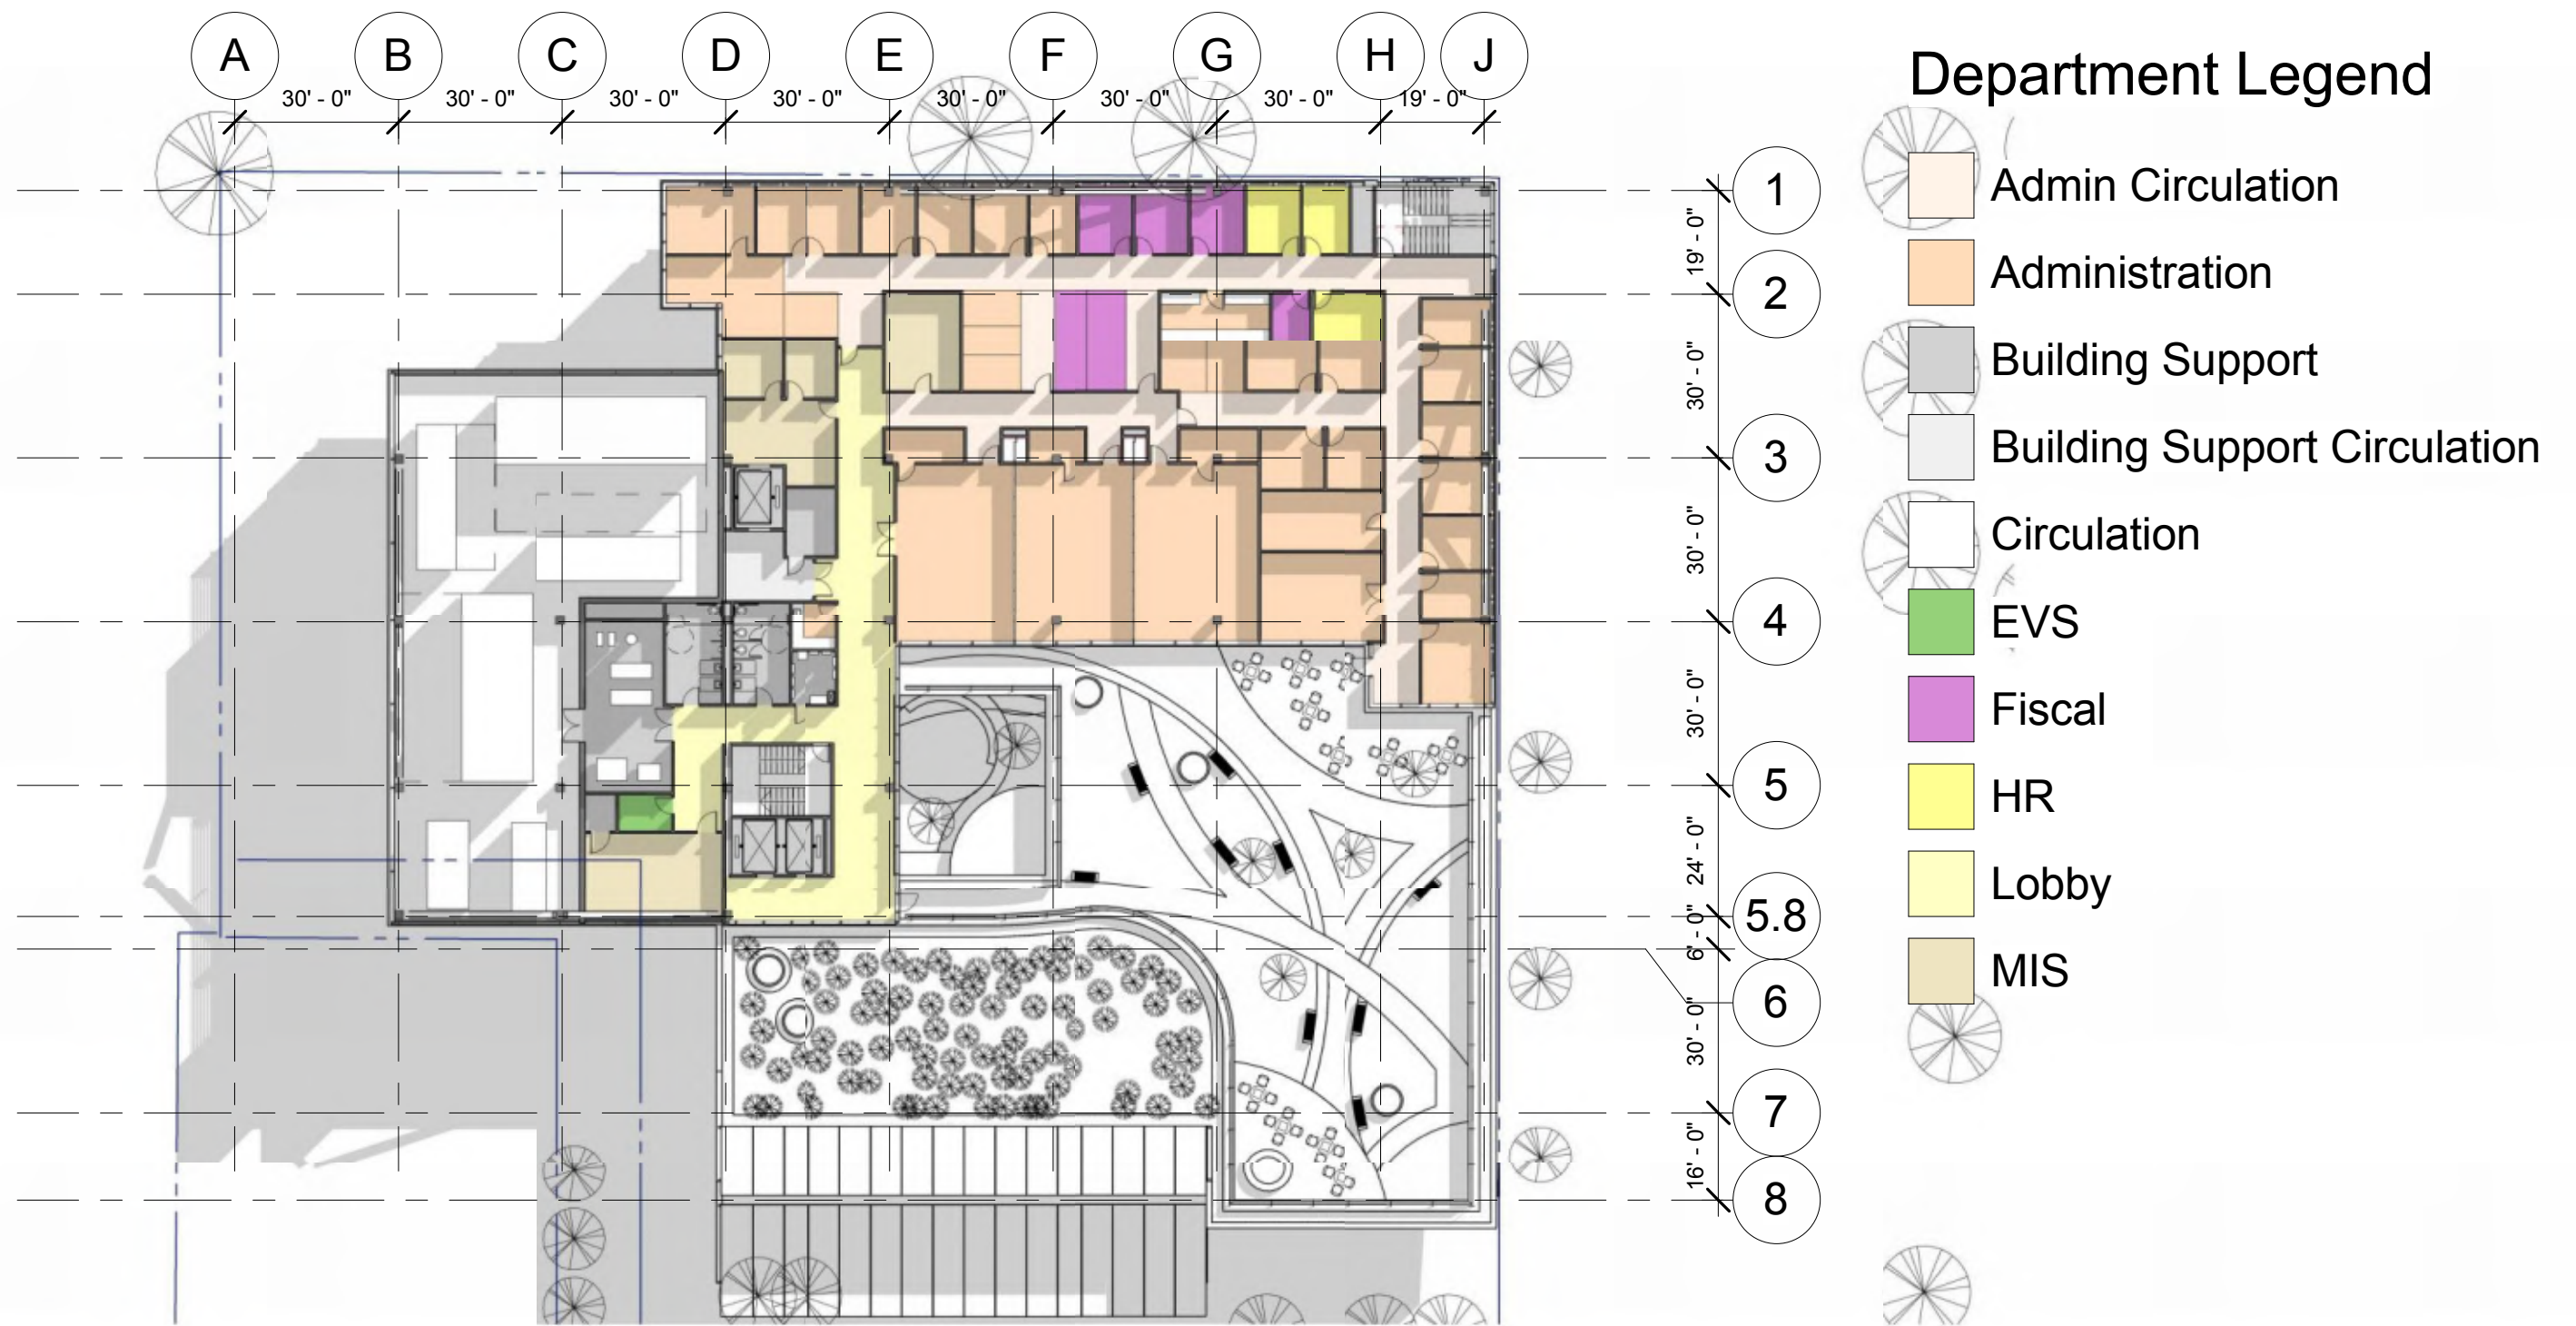 A B C D E F G H J
30' - 0" 30' - 0" 30' - 0" 30' - 0" 30' - 0" 30' - 0" 30' - 0" 19' - 0"
Department Legend
Admin Circulation
Administration
Building Support
Building Support Circulation
Circulation
EVS
Fiscal
HR
Lobby
MIS
1
19' - 0"
2
30' - 0"
3
30' - 0"
4
30' - 0"
5
24' - 0"
5.8
6' - 0"
6
30' - 0"
7
16' - 0"
8